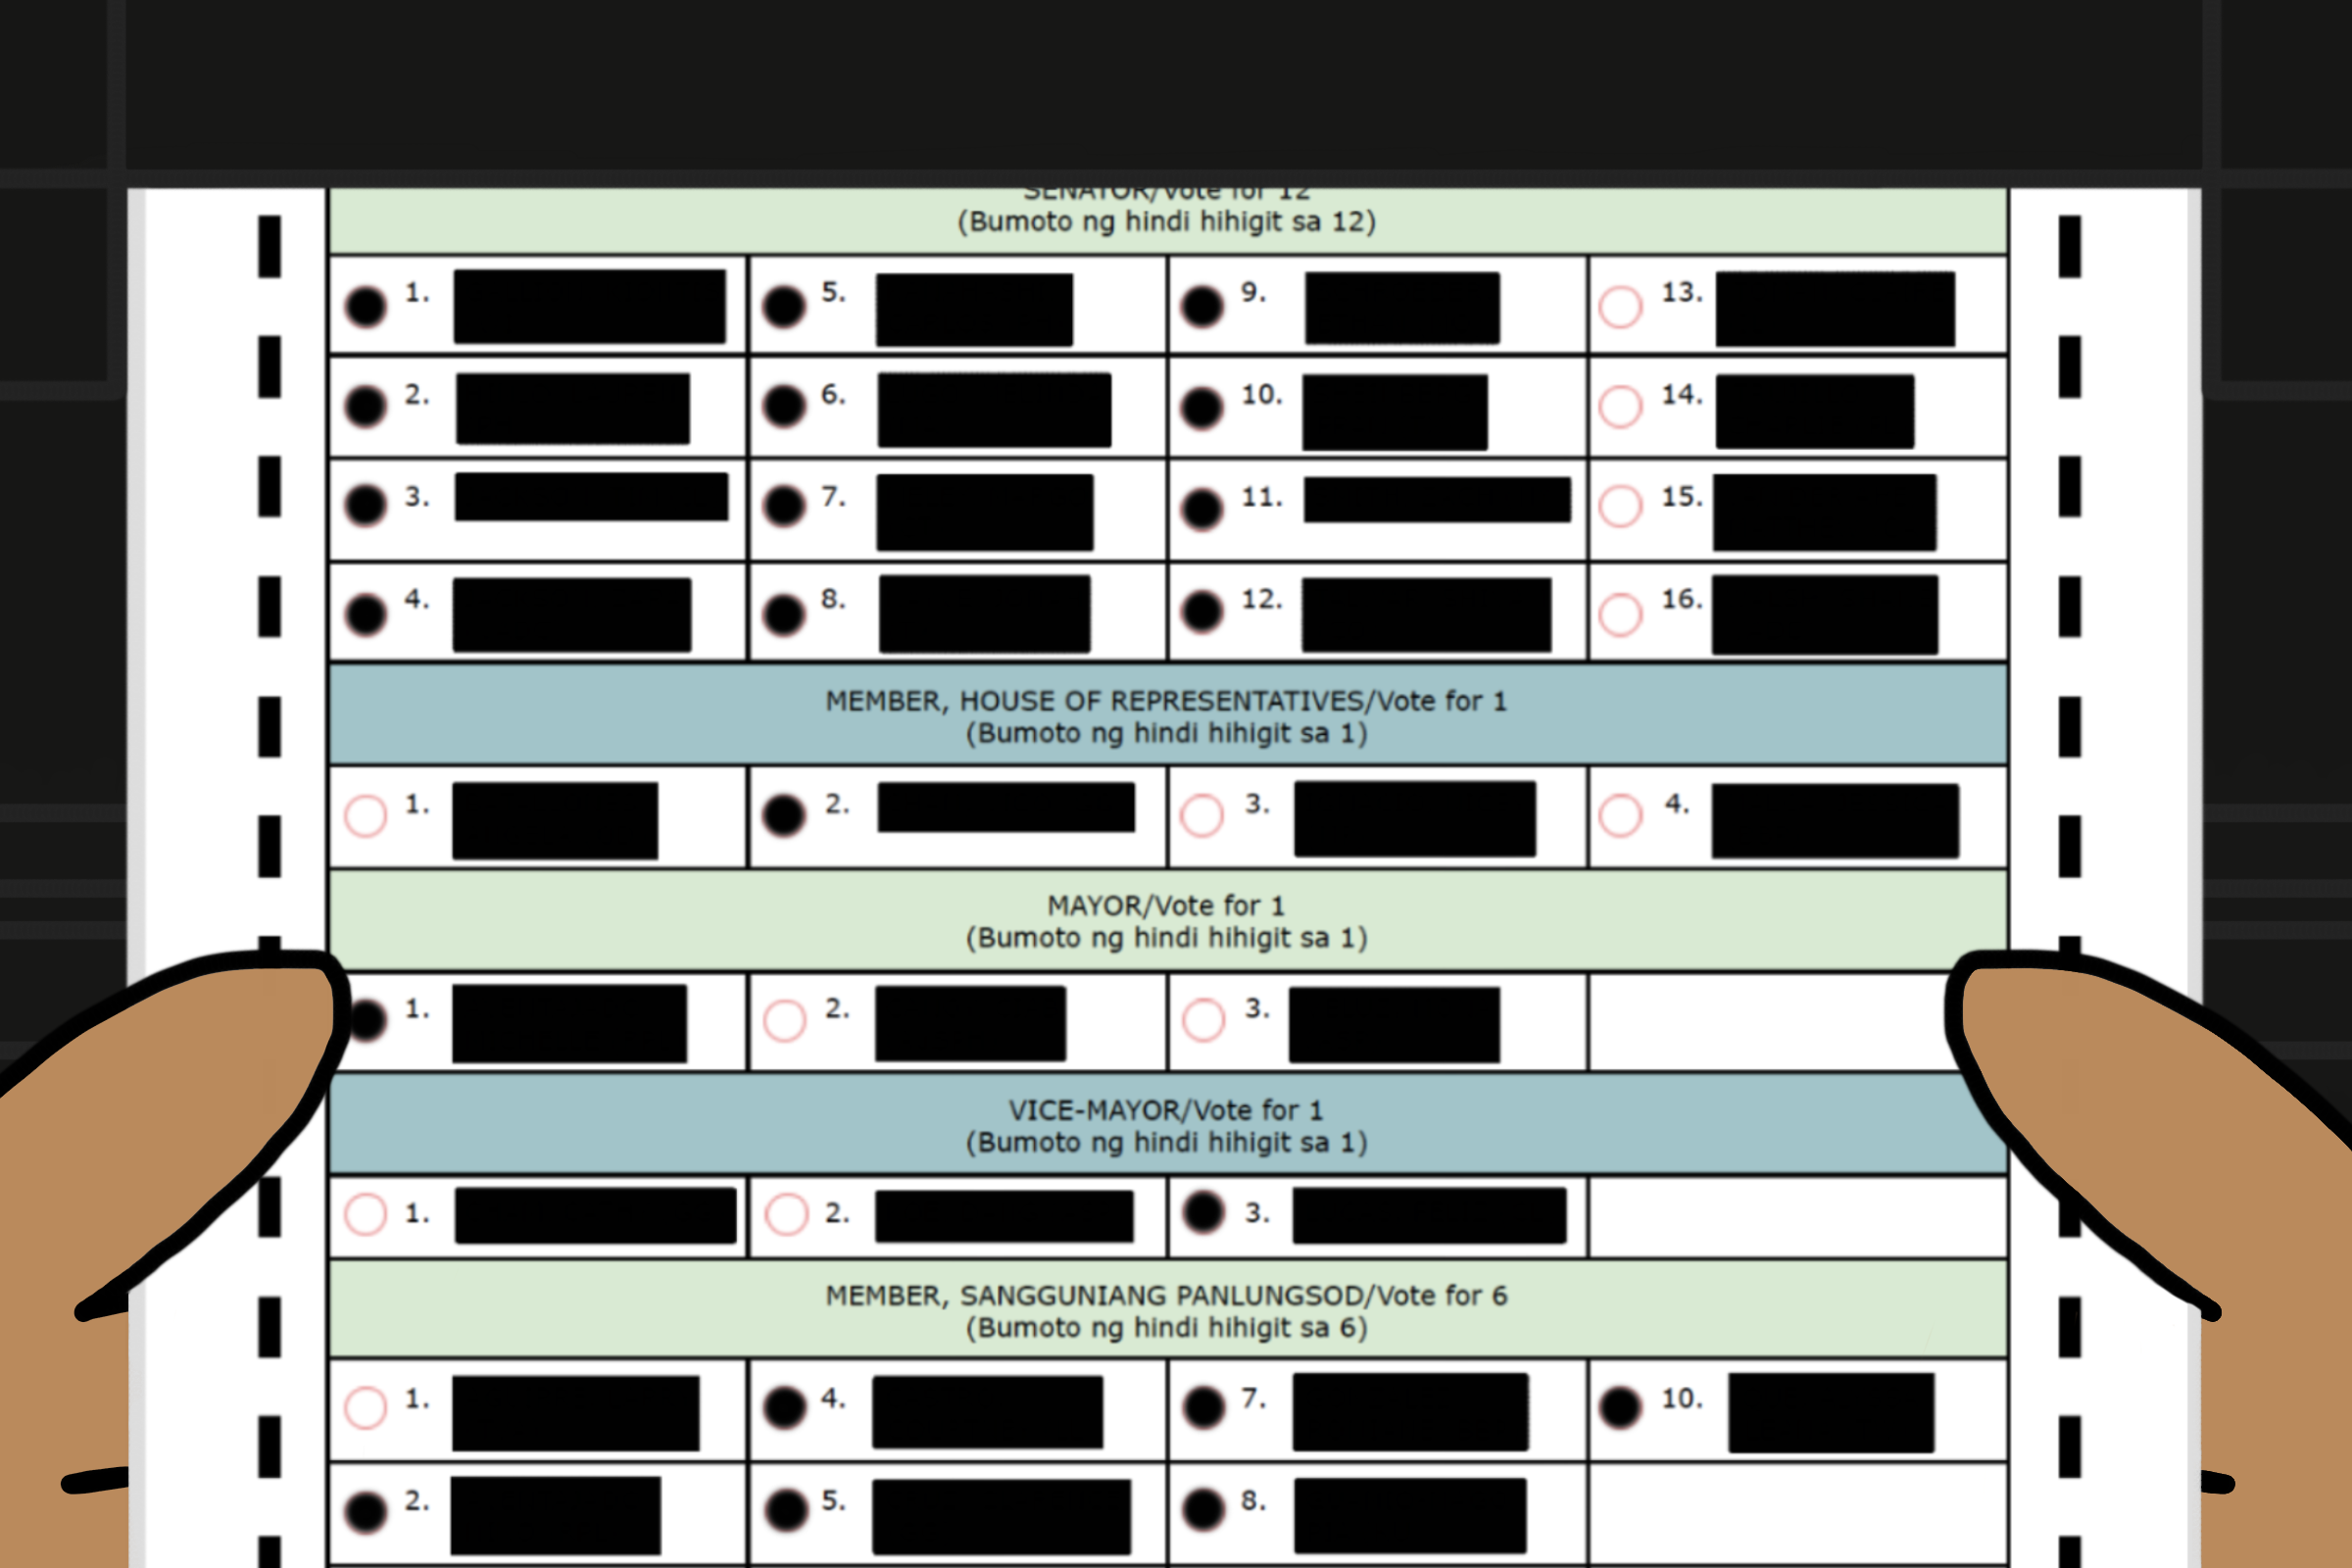 SENATOR/Vote for 12
(Bumoto ng hindi hihigit sa 12)
1. 5. 9. 13.
2. 6. 10. 14.
3. 7. 11. 15.
4. 8. 12. 16.
MEMBER, HOUSE OF REPRESENTATIVES/Vote for 1
(Bumoto ng hindi hihigit sa 1)
1. 2. 3. 4.
MAYOR/Vote for 1
(Bumoto ng hindi hihigit sa 1)
1. 2. 3.
VICE-MAYOR/Vote for 1
(Bumoto ng hindi hihigit sa 1)
1. 2. 3.
MEMBER, SANGGUNIANG PANLUNGSOD/Vote for 6
(Bumoto ng hindi hihigit sa 6)
1. 4. 7. 10.
2. 5. 8.